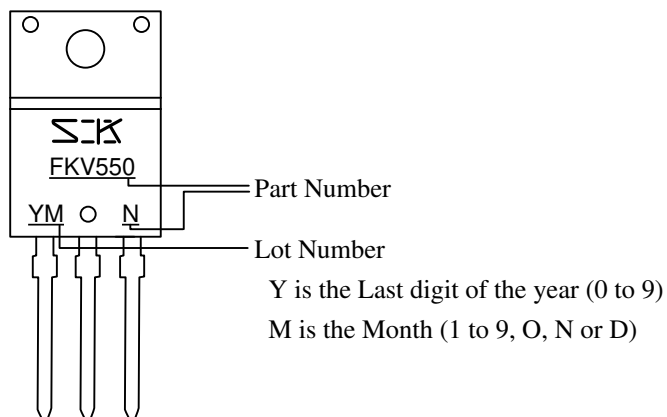 SK
FKV550
Part Number
YM N
Lot Number
Y is the Last digit of the year (0 to 9)
M is the Month (1 to 9, O, N or D)